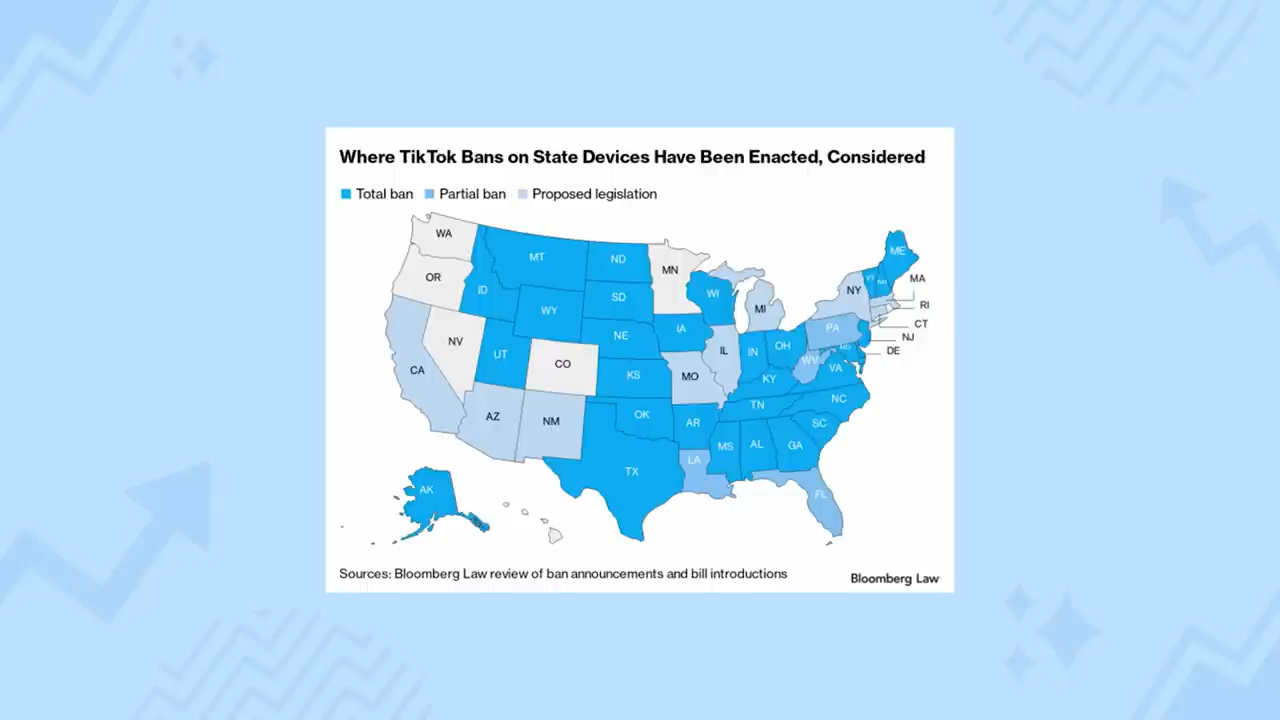 Where TikTok Bans on State Devices Have Been Enacted, Considered
Total ban Partial ban Proposed legislation
WA
MT
ND
MN
ME
OR
ID
SD
WI
MI
NY
VT
NH
MA
RI
WY
NE
IA
PA
CT
NJ
NV
UT
CO
IL
IN
OH
MD
DE
CA
KS
MO
WV
VA
KY
AZ
NM
OK
AR
TN
NC
SC
TX
LA
MS
AL
GA
FL
AK
Sources: Bloomberg Law review of ban announcements and bill introductions
Bloomberg Law